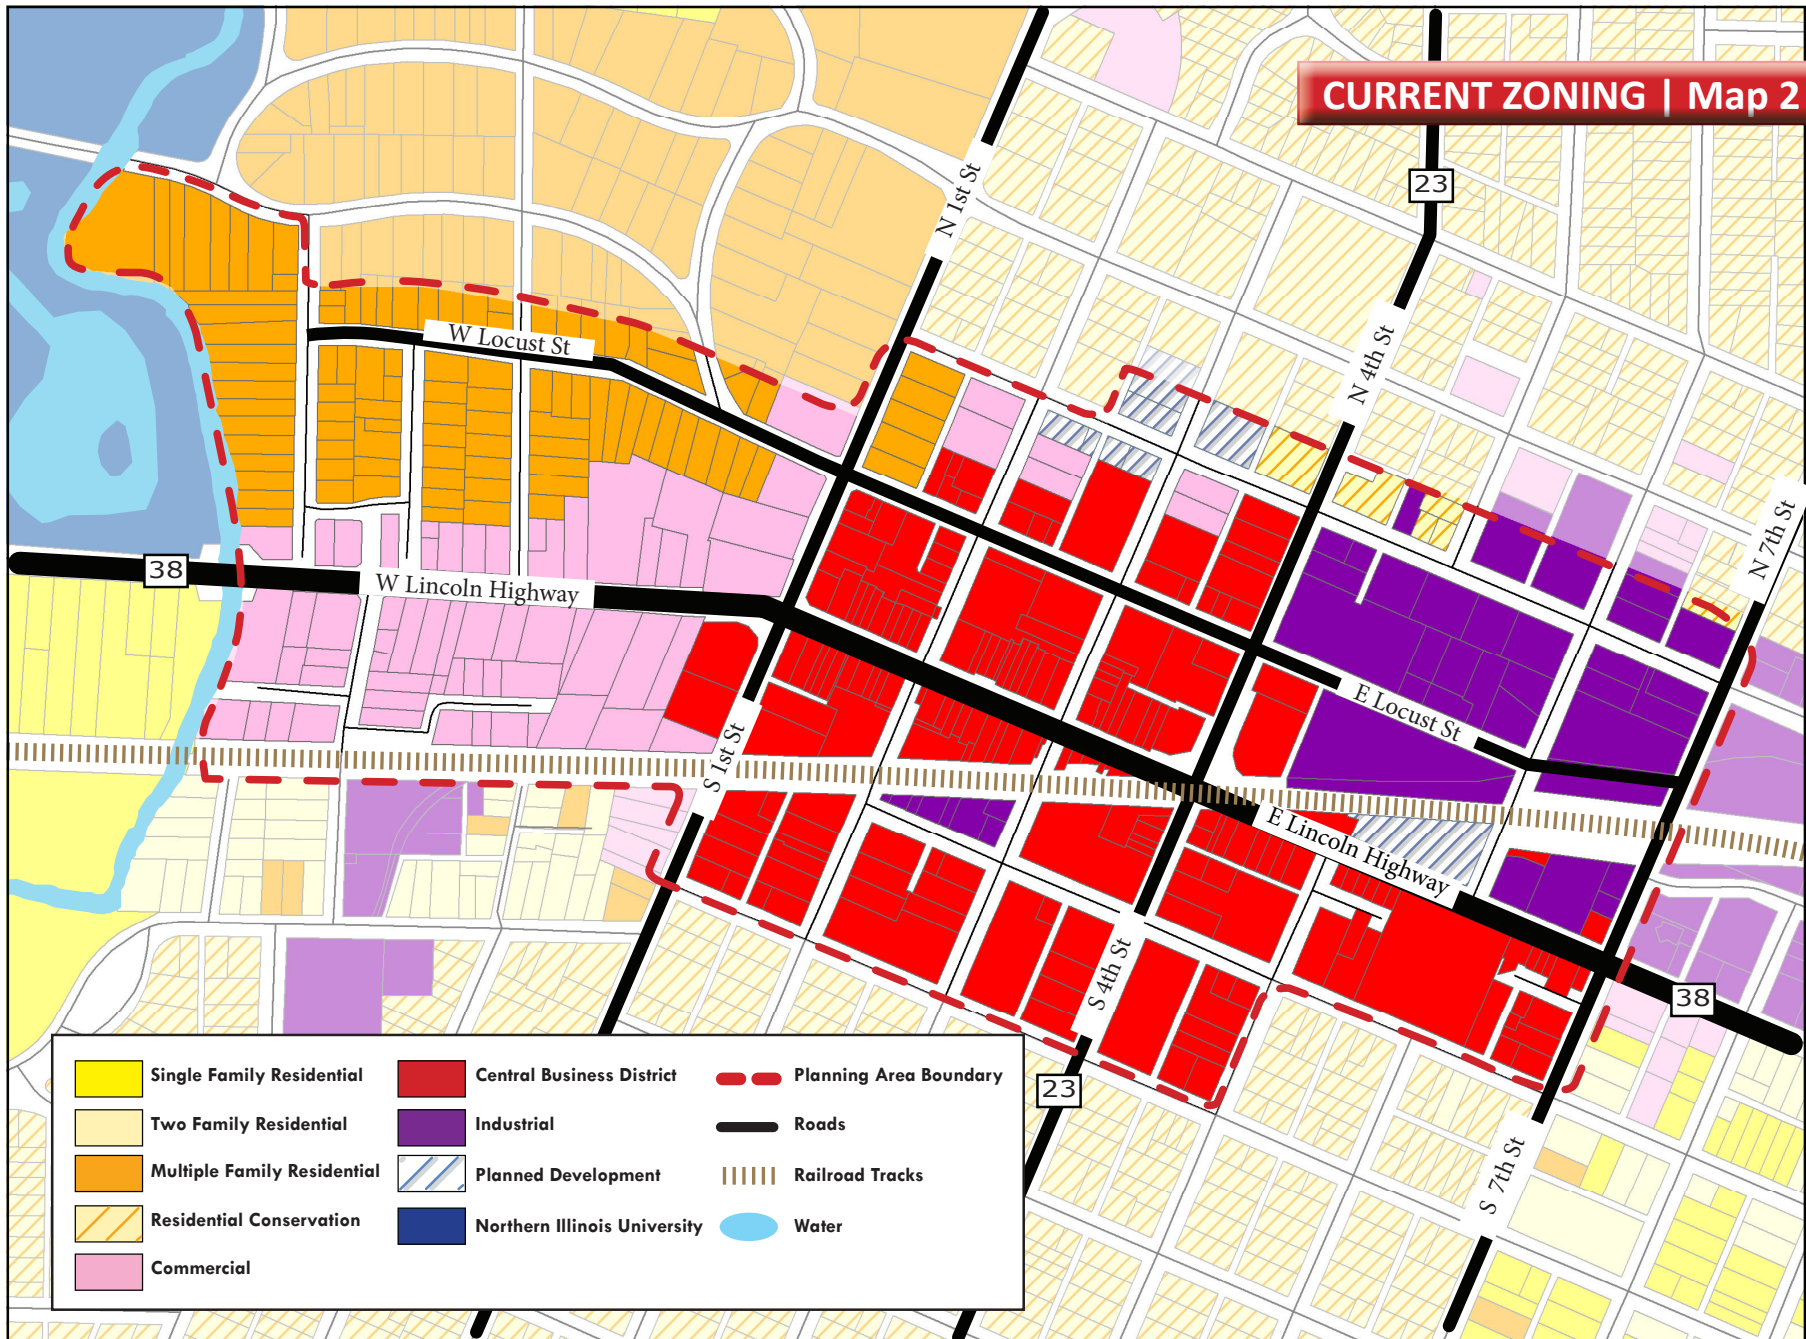 CURRENT ZONING | Map 2
23
N 1st St
N 4th St
W Locust St
N 7th St
38
W Lincoln Highway
E Locust St
S 1st St
E Lincoln Highway
S 4th St
38
23
S 7th St
Single Family Residential
Two Family Residential
Multiple Family Residential
Residential Conservation
Commercial
Central Business District
Industrial
Planned Development
Northern Illinois University
Planning Area Boundary
Roads
Railroad Tracks
Water